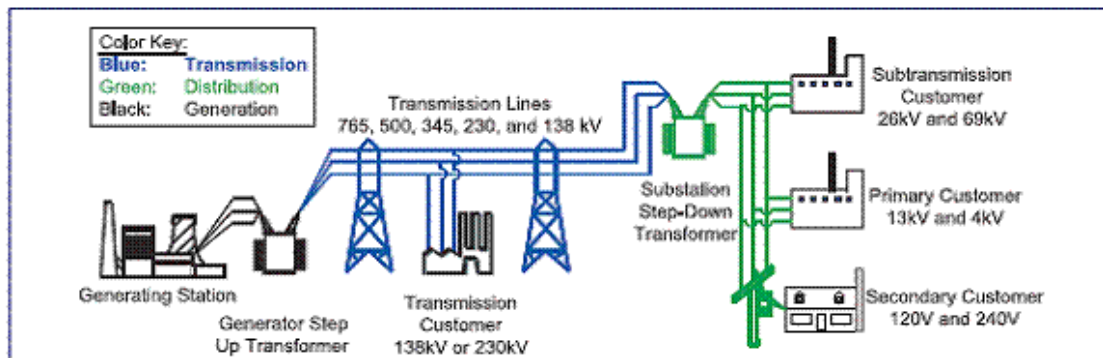 Color Key:
Blue: Transmission
Green: Distribution
Black: Generation
Transmission Lines
765, 500, 345, 230, and 138 kV
Subtransmission
Customer
26kV and 69kV
Substation
Step-Down
Transformer
Primary Customer
13kV and 4kV
Generating Station
Generator Step
Up Transformer
Transmission
Customer
138kV or 230kV
Secondary Customer
120V and 240V